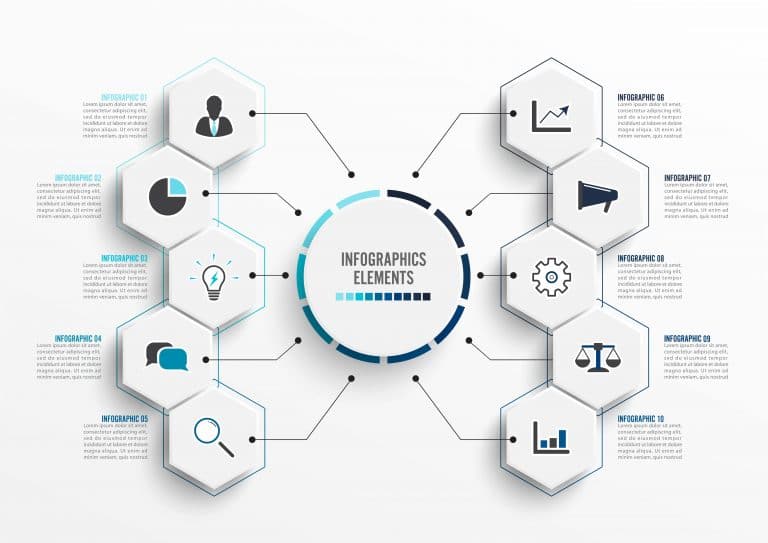 INFOGRAPHIC 01
Lorem ipsum dolor sit amet,
consectetur adipiscing elit,
sed do eiusmod tempor
incididunt ut labore et dolore
magna aliqua. Ut enim ad
minim veniam, quis nostrud
INFOGRAPHIC 02
Lorem ipsum dolor sit amet,
consectetur adipiscing elit,
sed do eiusmod tempor
incididunt ut labore et dolore
magna aliqua. Ut enim ad
minim veniam, quis nostrud
INFOGRAPHIC 03
Lorem ipsum dolor sit amet,
consectetur adipiscing elit,
sed do eiusmod tempor
incididunt ut labore et dolore
magna aliqua. Ut enim ad
minim veniam, quis nostrud
INFOGRAPHIC 04
Lorem ipsum dolor sit amet,
consectetur adipiscing elit,
sed do eiusmod tempor
incididunt ut labore et dolore
magna aliqua. Ut enim ad
minim veniam, quis nostrud
INFOGRAPHIC 05
Lorem ipsum dolor sit amet,
consectetur adipiscing elit,
sed do eiusmod tempor
incididunt ut labore et dolore
magna aliqua. Ut enim ad
minim veniam, quis nostrud
INFOGRAPHICS
ELEMENTS
INFOGRAPHIC 06
Lorem ipsum dolor sit amet,
consectetur adipiscing elit,
sed do eiusmod tempor
incididunt ut labore et dolore
magna aliqua. Ut enim ad
minim veniam, quis nostrud
INFOGRAPHIC 07
Lorem ipsum dolor sit amet,
consectetur adipiscing elit,
sed do eiusmod tempor
incididunt ut labore et dolore
magna aliqua. Ut enim ad
minim veniam, quis nostrud
INFOGRAPHIC 08
Lorem ipsum dolor sit amet,
consectetur adipiscing elit,
sed do eiusmod tempor
incididunt ut labore et dolore
magna aliqua. Ut enim ad
minim veniam, quis nostrud
INFOGRAPHIC 09
Lorem ipsum dolor sit amet,
consectetur adipiscing elit,
sed do eiusmod tempor
incididunt ut labore et dolore
magna aliqua. Ut enim ad
minim veniam, quis nostrud
INFOGRAPHIC 10
Lorem ipsum dolor sit amet,
consectetur adipiscing elit,
sed do eiusmod tempor
incididunt ut labore et dolore
magna aliqua. Ut enim ad
minim veniam, quis nostrud